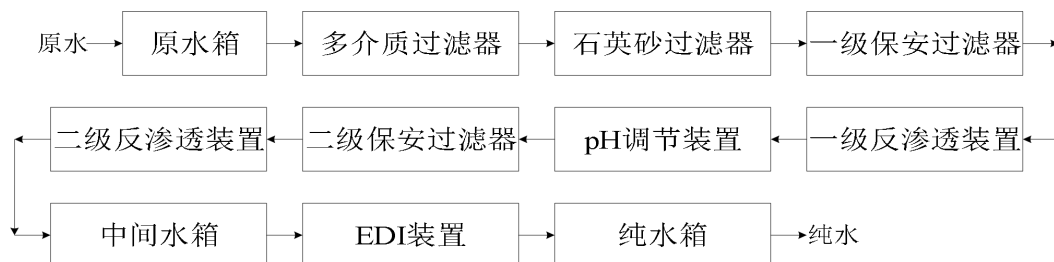 原水 原水箱 多介质过滤器 石英砂过滤器 一级保安过滤器
二级反渗透装置 二级保安过滤器 pH调节装置 一级反渗透装置
中间水箱 EDI装置 纯水箱 纯水